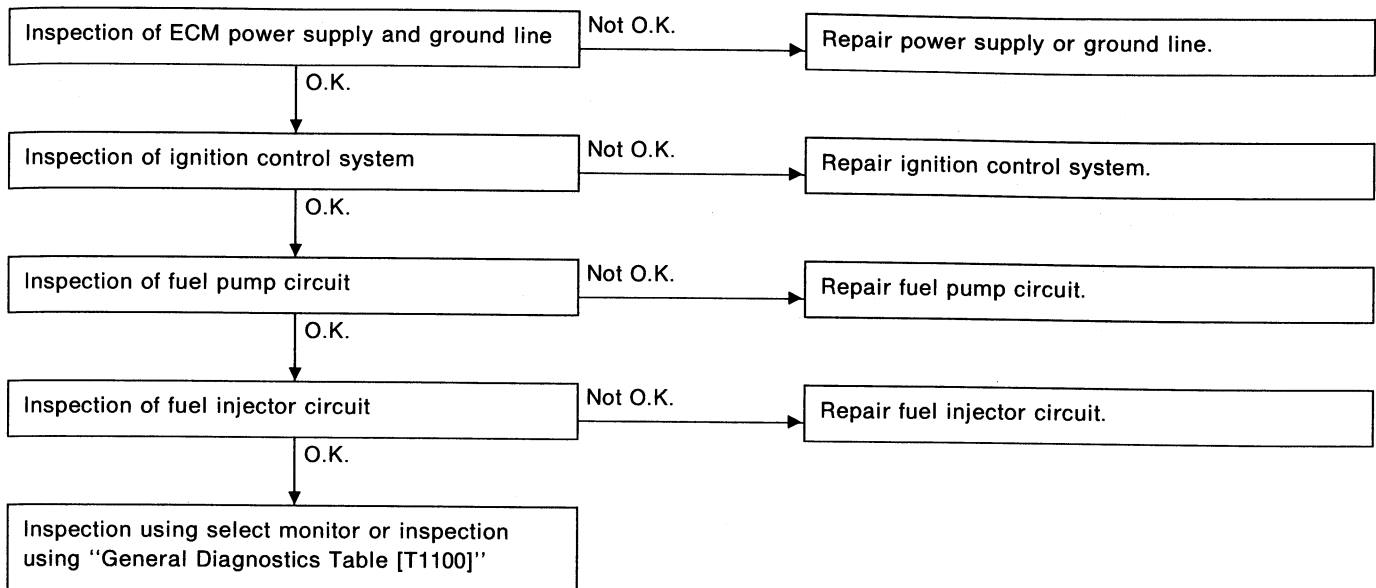 Inspection of ECM power supply and ground line
Not O.K.
Repair power supply or ground line.
O.K.
Inspection of ignition control system
Not O.K.
Repair ignition control system.
O.K.
Inspection of fuel pump circuit
Not O.K.
Repair fuel pump circuit.
O.K.
Inspection of fuel injector circuit
Not O.K.
Repair fuel injector circuit.
O.K.
Inspection using select monitor or inspection
using ‘‘General Diagnostics Table [T1100]’’